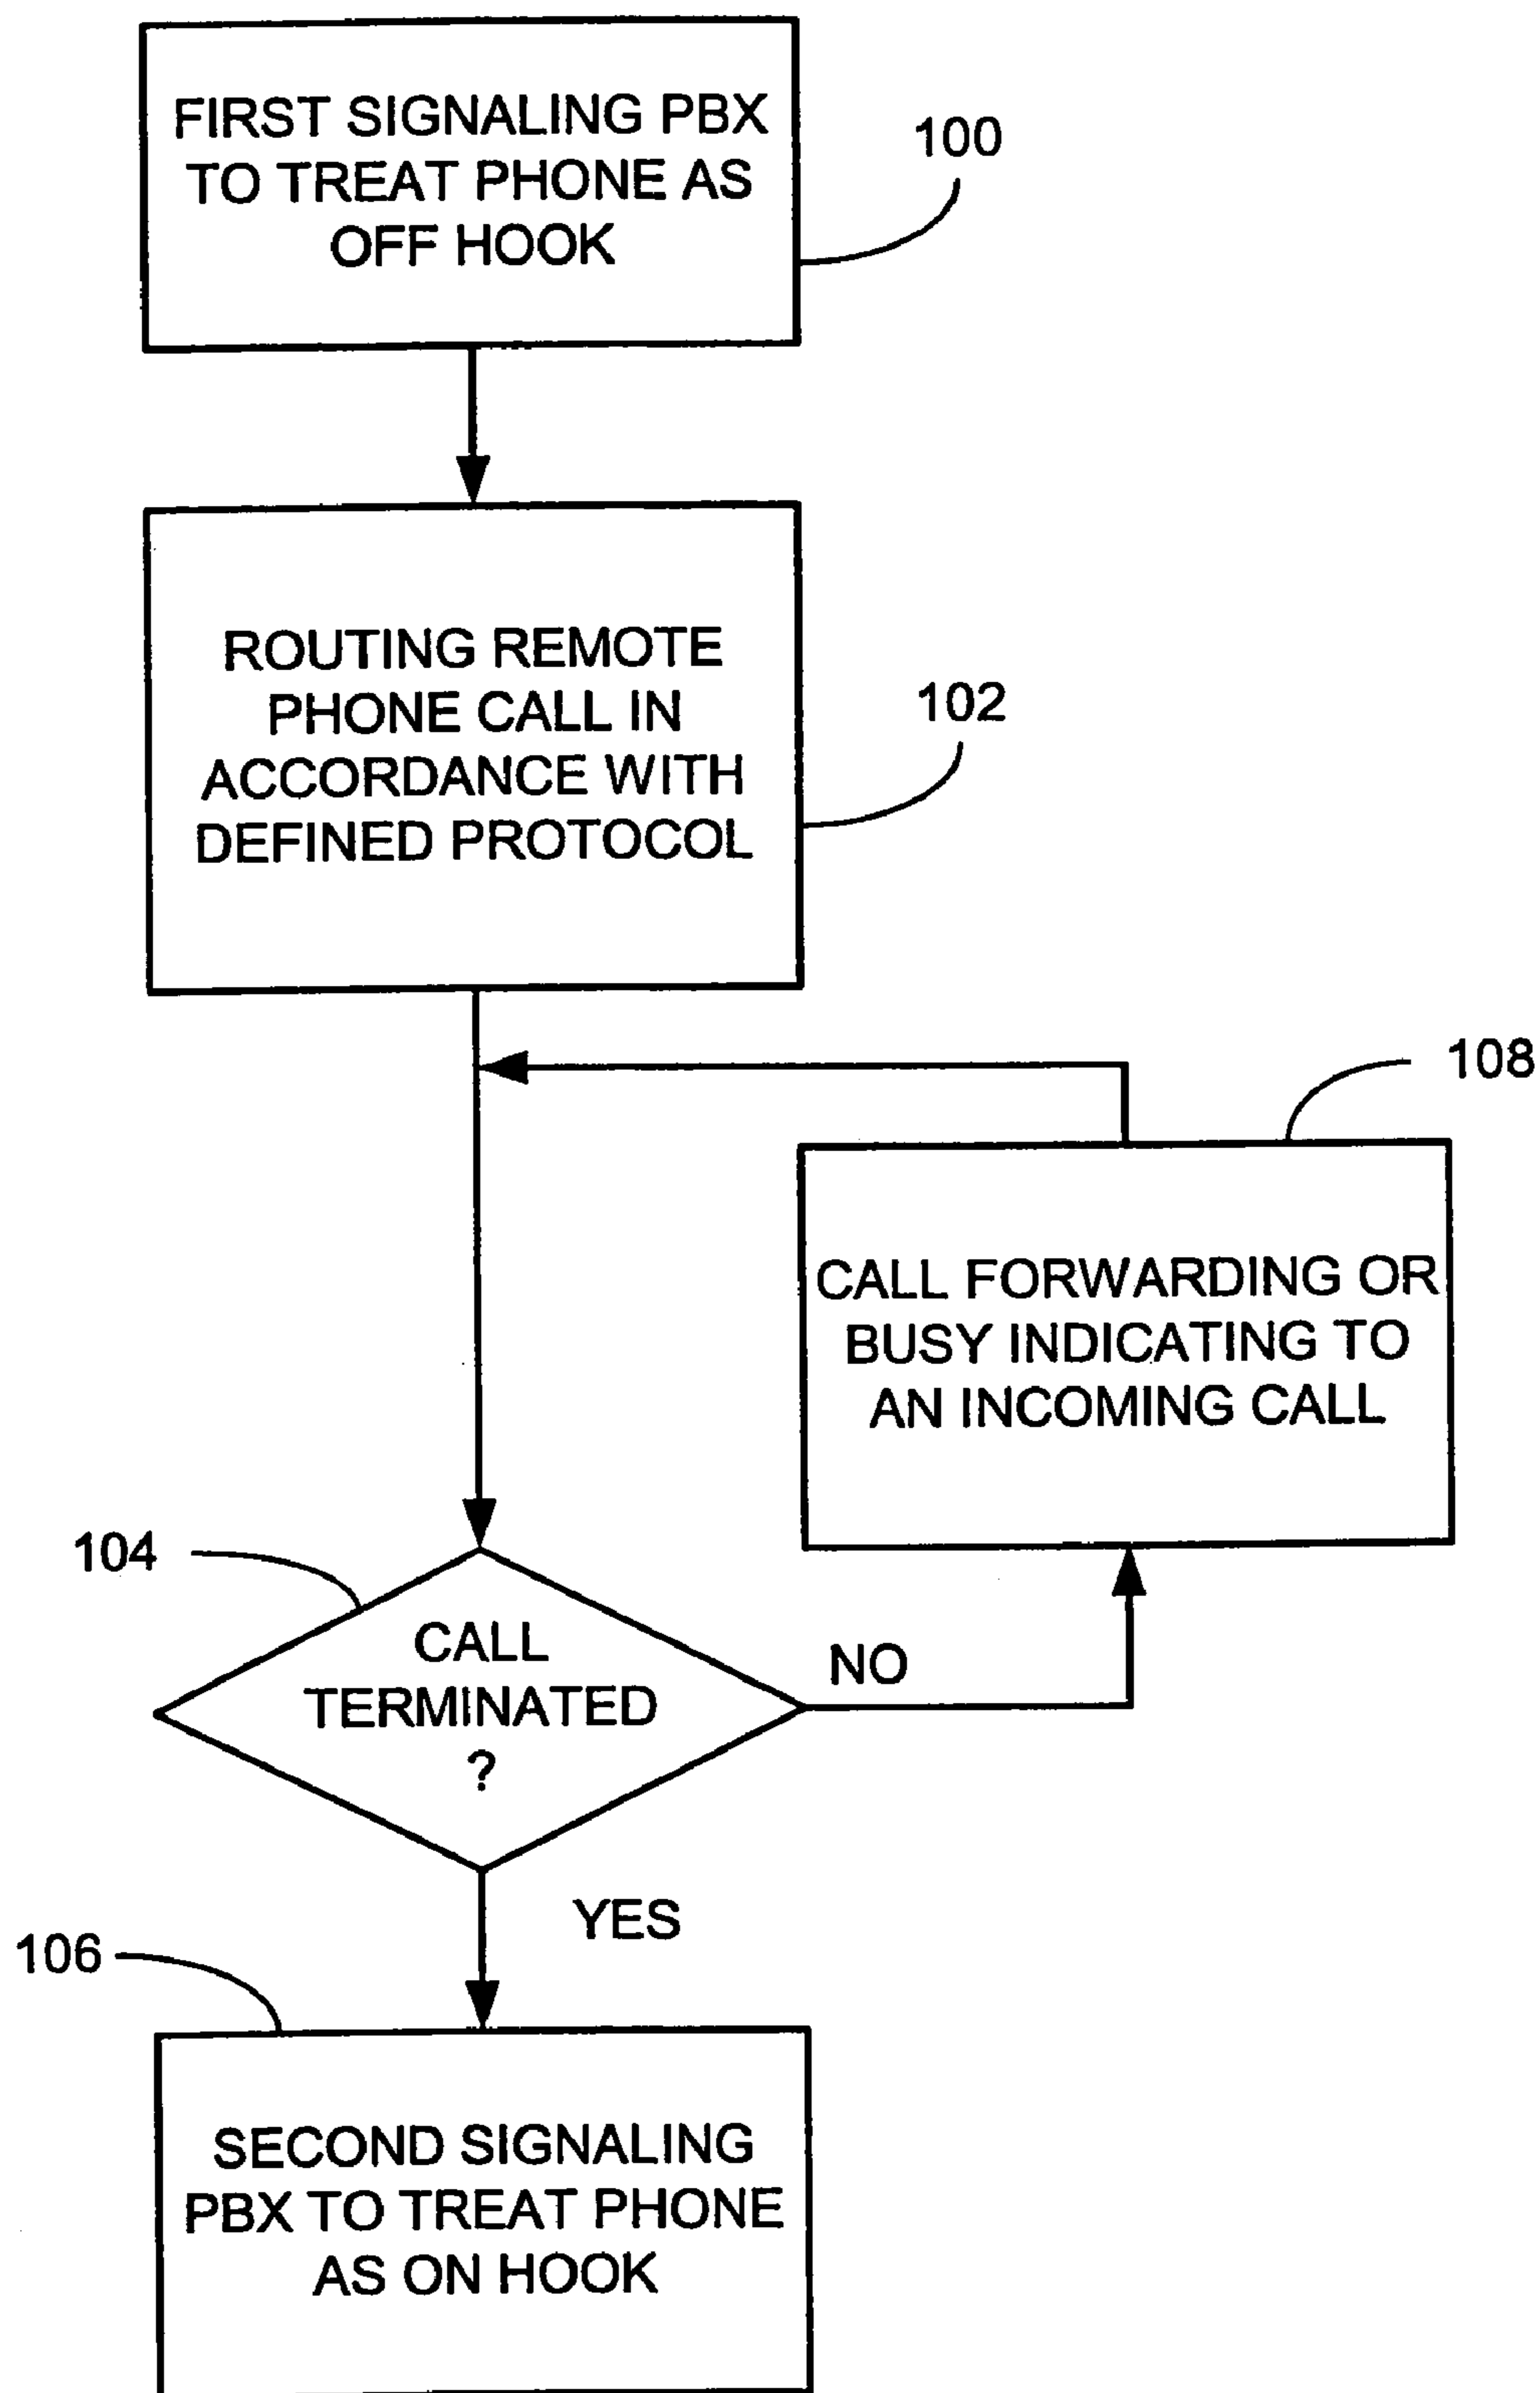 FIRST SIGNALING PBX
TO TREAT PHONE AS
OFF HOOK
100
ROUTING REMOTE
PHONE CALL IN
ACCORDANCE WITH
DEFINED PROTOCOL
102
108
CALL FORWARDING OR
BUSY INDICATING TO
AN INCOMING CALL
104
CALL
TERMINATED
?
NO
YES
106
SECOND SIGNALING
PBX TO TREAT PHONE
AS ON HOOK